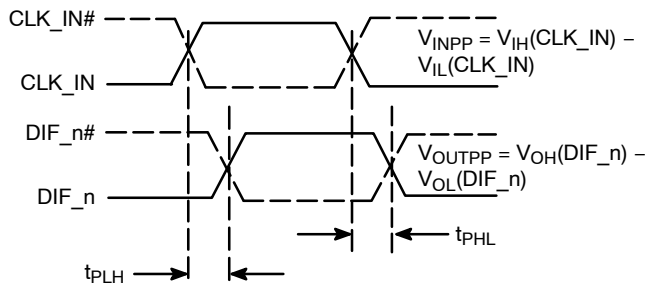 CLK_IN#
V_INPP = V_IH(CLK_IN) –
V_IL(CLK_IN)
CLK_IN
DIF_n#
V_OUTPP = V_OH(DIF_n) –
V_OL(DIF_n)
DIF_n
t_PHL
t_PLH